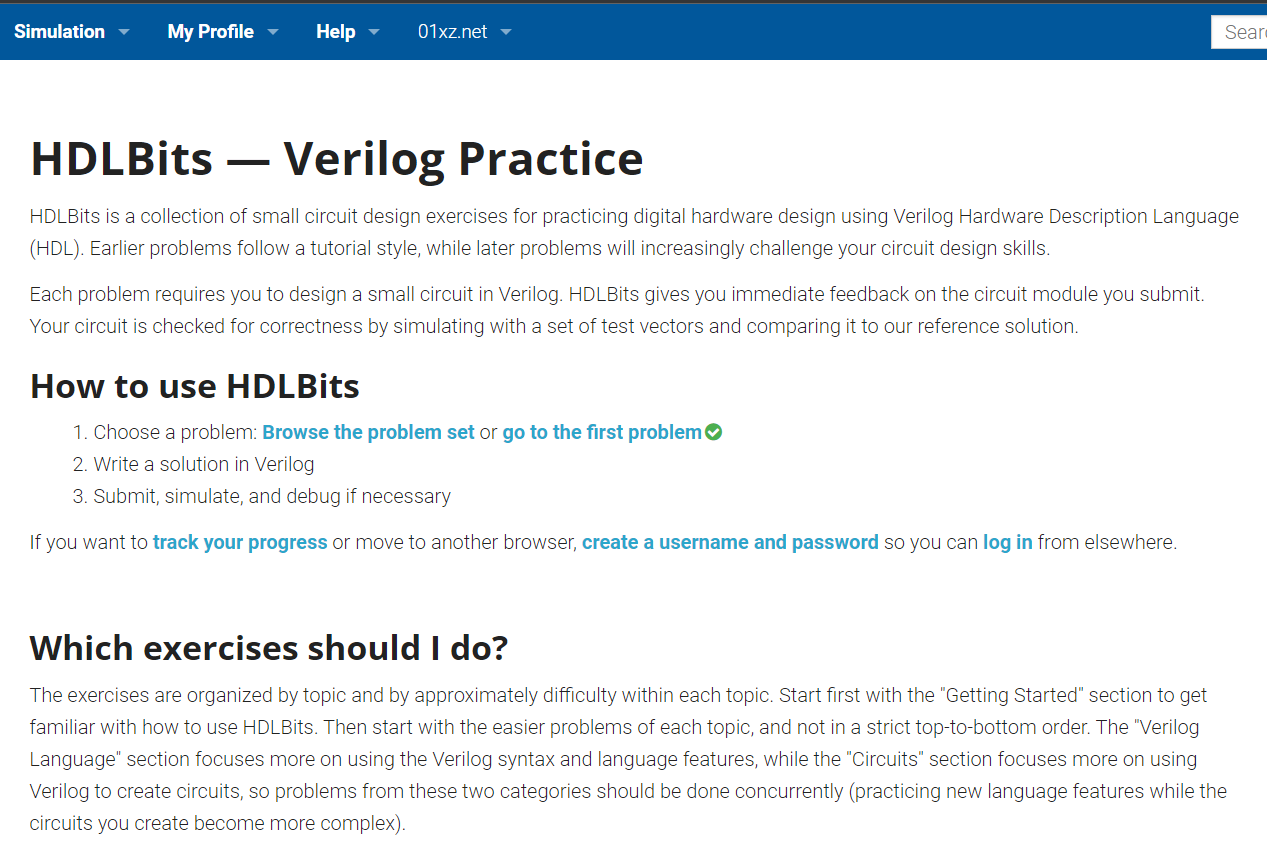 Simulation My Profile Help 01xz.net
HDLBits — Verilog Practice
HDLBits is a collection of small circuit design exercises for practicing digital hardware design using Verilog Hardware Description Language
(HDL). Earlier problems follow a tutorial style, while later problems will increasingly challenge your circuit design skills.
Each problem requires you to design a small circuit in Verilog. HDLBits gives you immediate feedback on the circuit module you submit.
Your circuit is checked for correctness by simulating with a set of test vectors and comparing it to our reference solution.
How to use HDLBits
1. Choose a problem: Browse the problem set or go to the first problem
2. Write a solution in Verilog
3. Submit, simulate, and debug if necessary
If you want to track your progress or move to another browser, create a username and password so you can log in from elsewhere.
Which exercises should I do?
The exercises are organized by topic and by approximately difficulty within each topic. Start first with the "Getting Started" section to get
familiar with how to use HDLBits. Then start with the easier problems of each topic, and not in a strict top-to-bottom order. The "Verilog
Language" section focuses more on using the Verilog syntax and language features, while the "Circuits" section focuses more on using
Verilog to create circuits, so problems from these two categories should be done concurrently (practicing new language features while the
circuits you create become more complex).